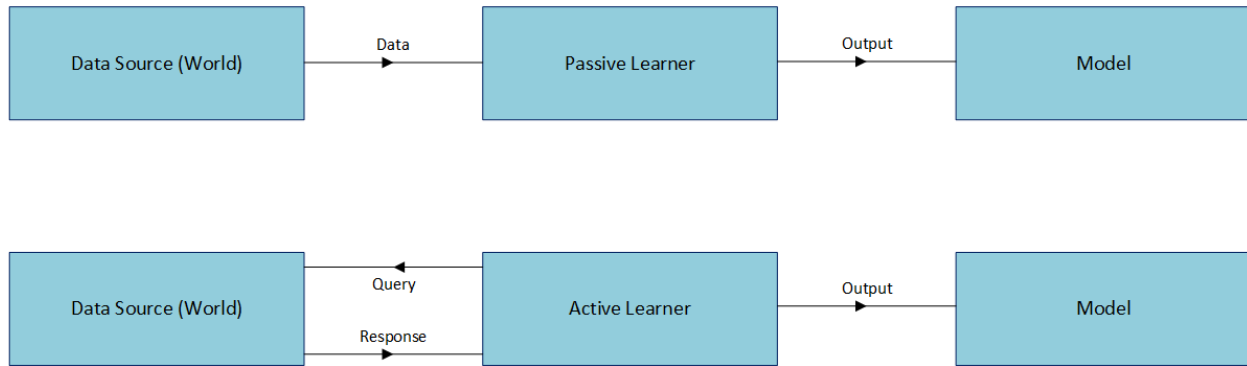 Data Source (World)
Data
Passive Learner
Output
Model
Data Source (World)
Query
Response
Active Learner
Output
Model